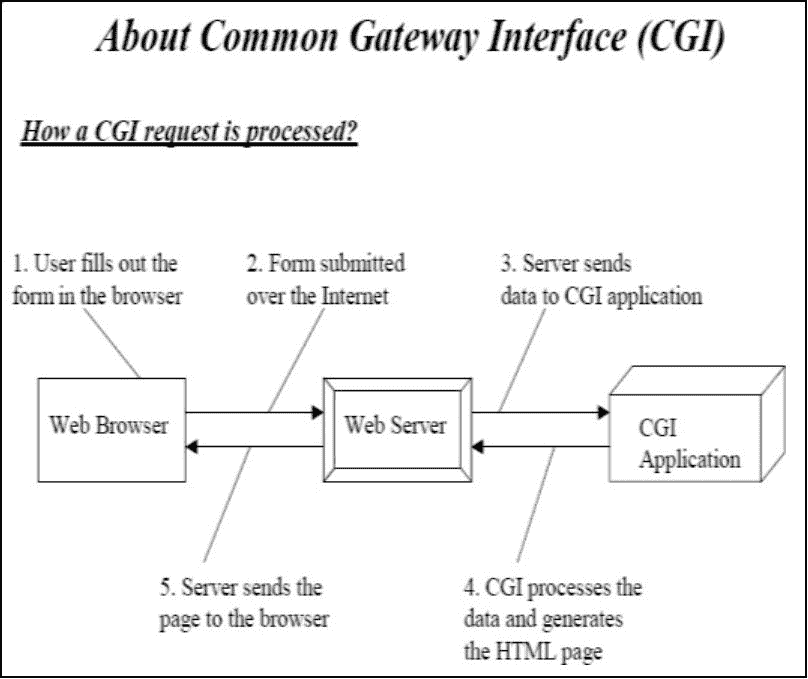 About Common Gateway Interface (CGI)
How a CGI request is processed?
1. User fills out the
form in the browser
2. Form submitted
over the Internet
3. Server sends
data to CGI application
Web Browser
Web Server
CGI
Application
5. Server sends the
page to the browser
4. CGI processes the
data and generates
the HTML page